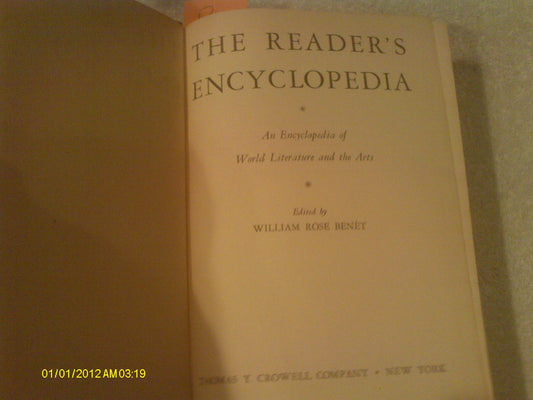 THE READER'S
ENCYCLOPEDIA
An Encyclopedia of
World Literature and the Arts
Edited by
WILLIAM ROSE BENÉT
THOMAS Y. CROWELL COMPANY • NEW YORK
01/01/2012 AM 03:19